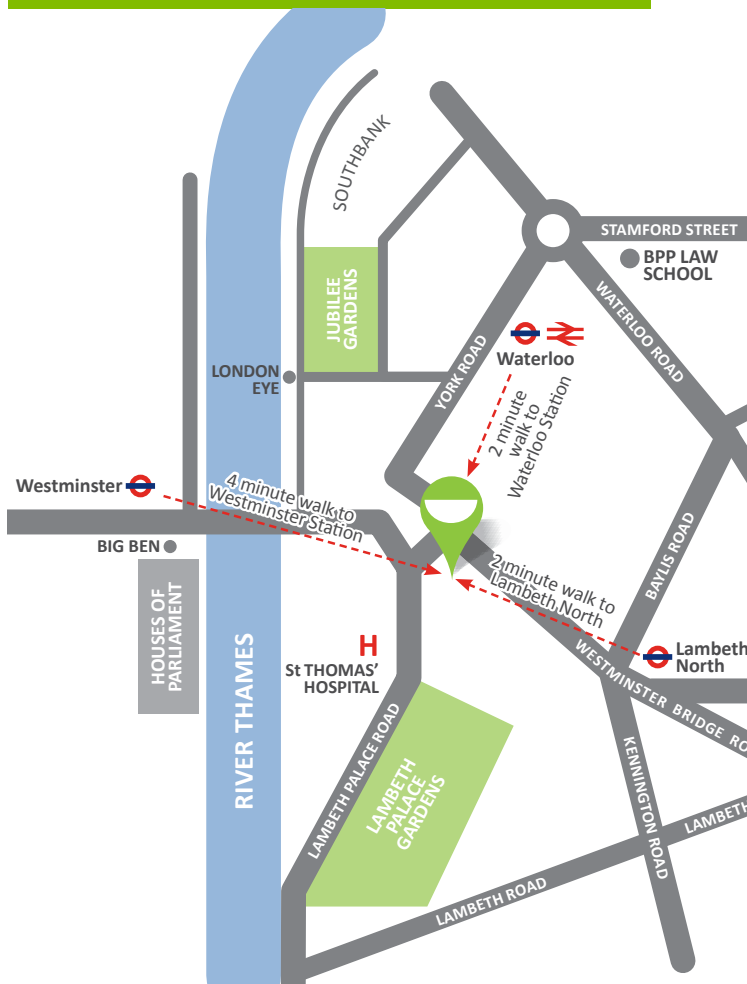 SOUTHBANK
STAMFORD STREET
BPP LAW
SCHOOL
JUBILEE
GARDENS
WATERLOO ROAD
YORK ROAD
Waterloo
LONDON
EYE
2 minute
walk to
Waterloo Station
Westminster
4 minute walk to
Westminster Station
BIG BEN
BAYLIS ROAD
2 minute walk to
Lambeth North
HOUSES OF
PARLIAMENT
RIVER THAMES
H
St THOMAS'
HOSPITAL
Lambeth
North
WESTMINSTER BRIDGE RO
LAMBETH PALACE ROAD
LAMBETH
PALACE
GARDENS
KENNINGTON ROAD
LAMBETH
LAMBETH ROAD